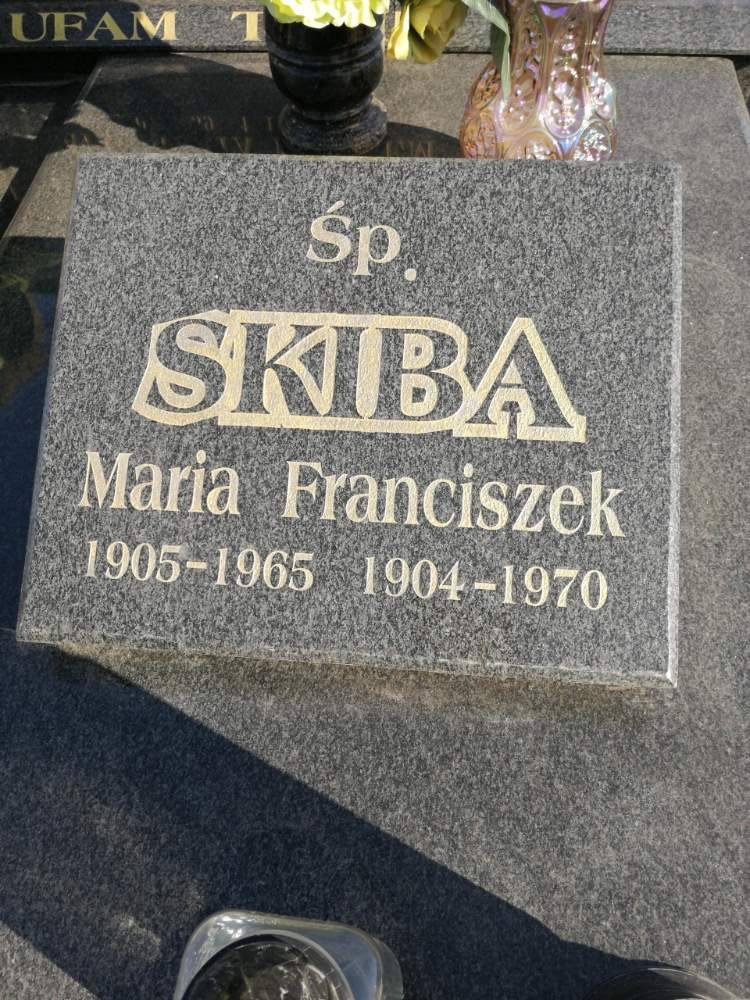 UFAM T
Śp.
SKIBA
Maria Franciszek
1905-1965 1904-1970